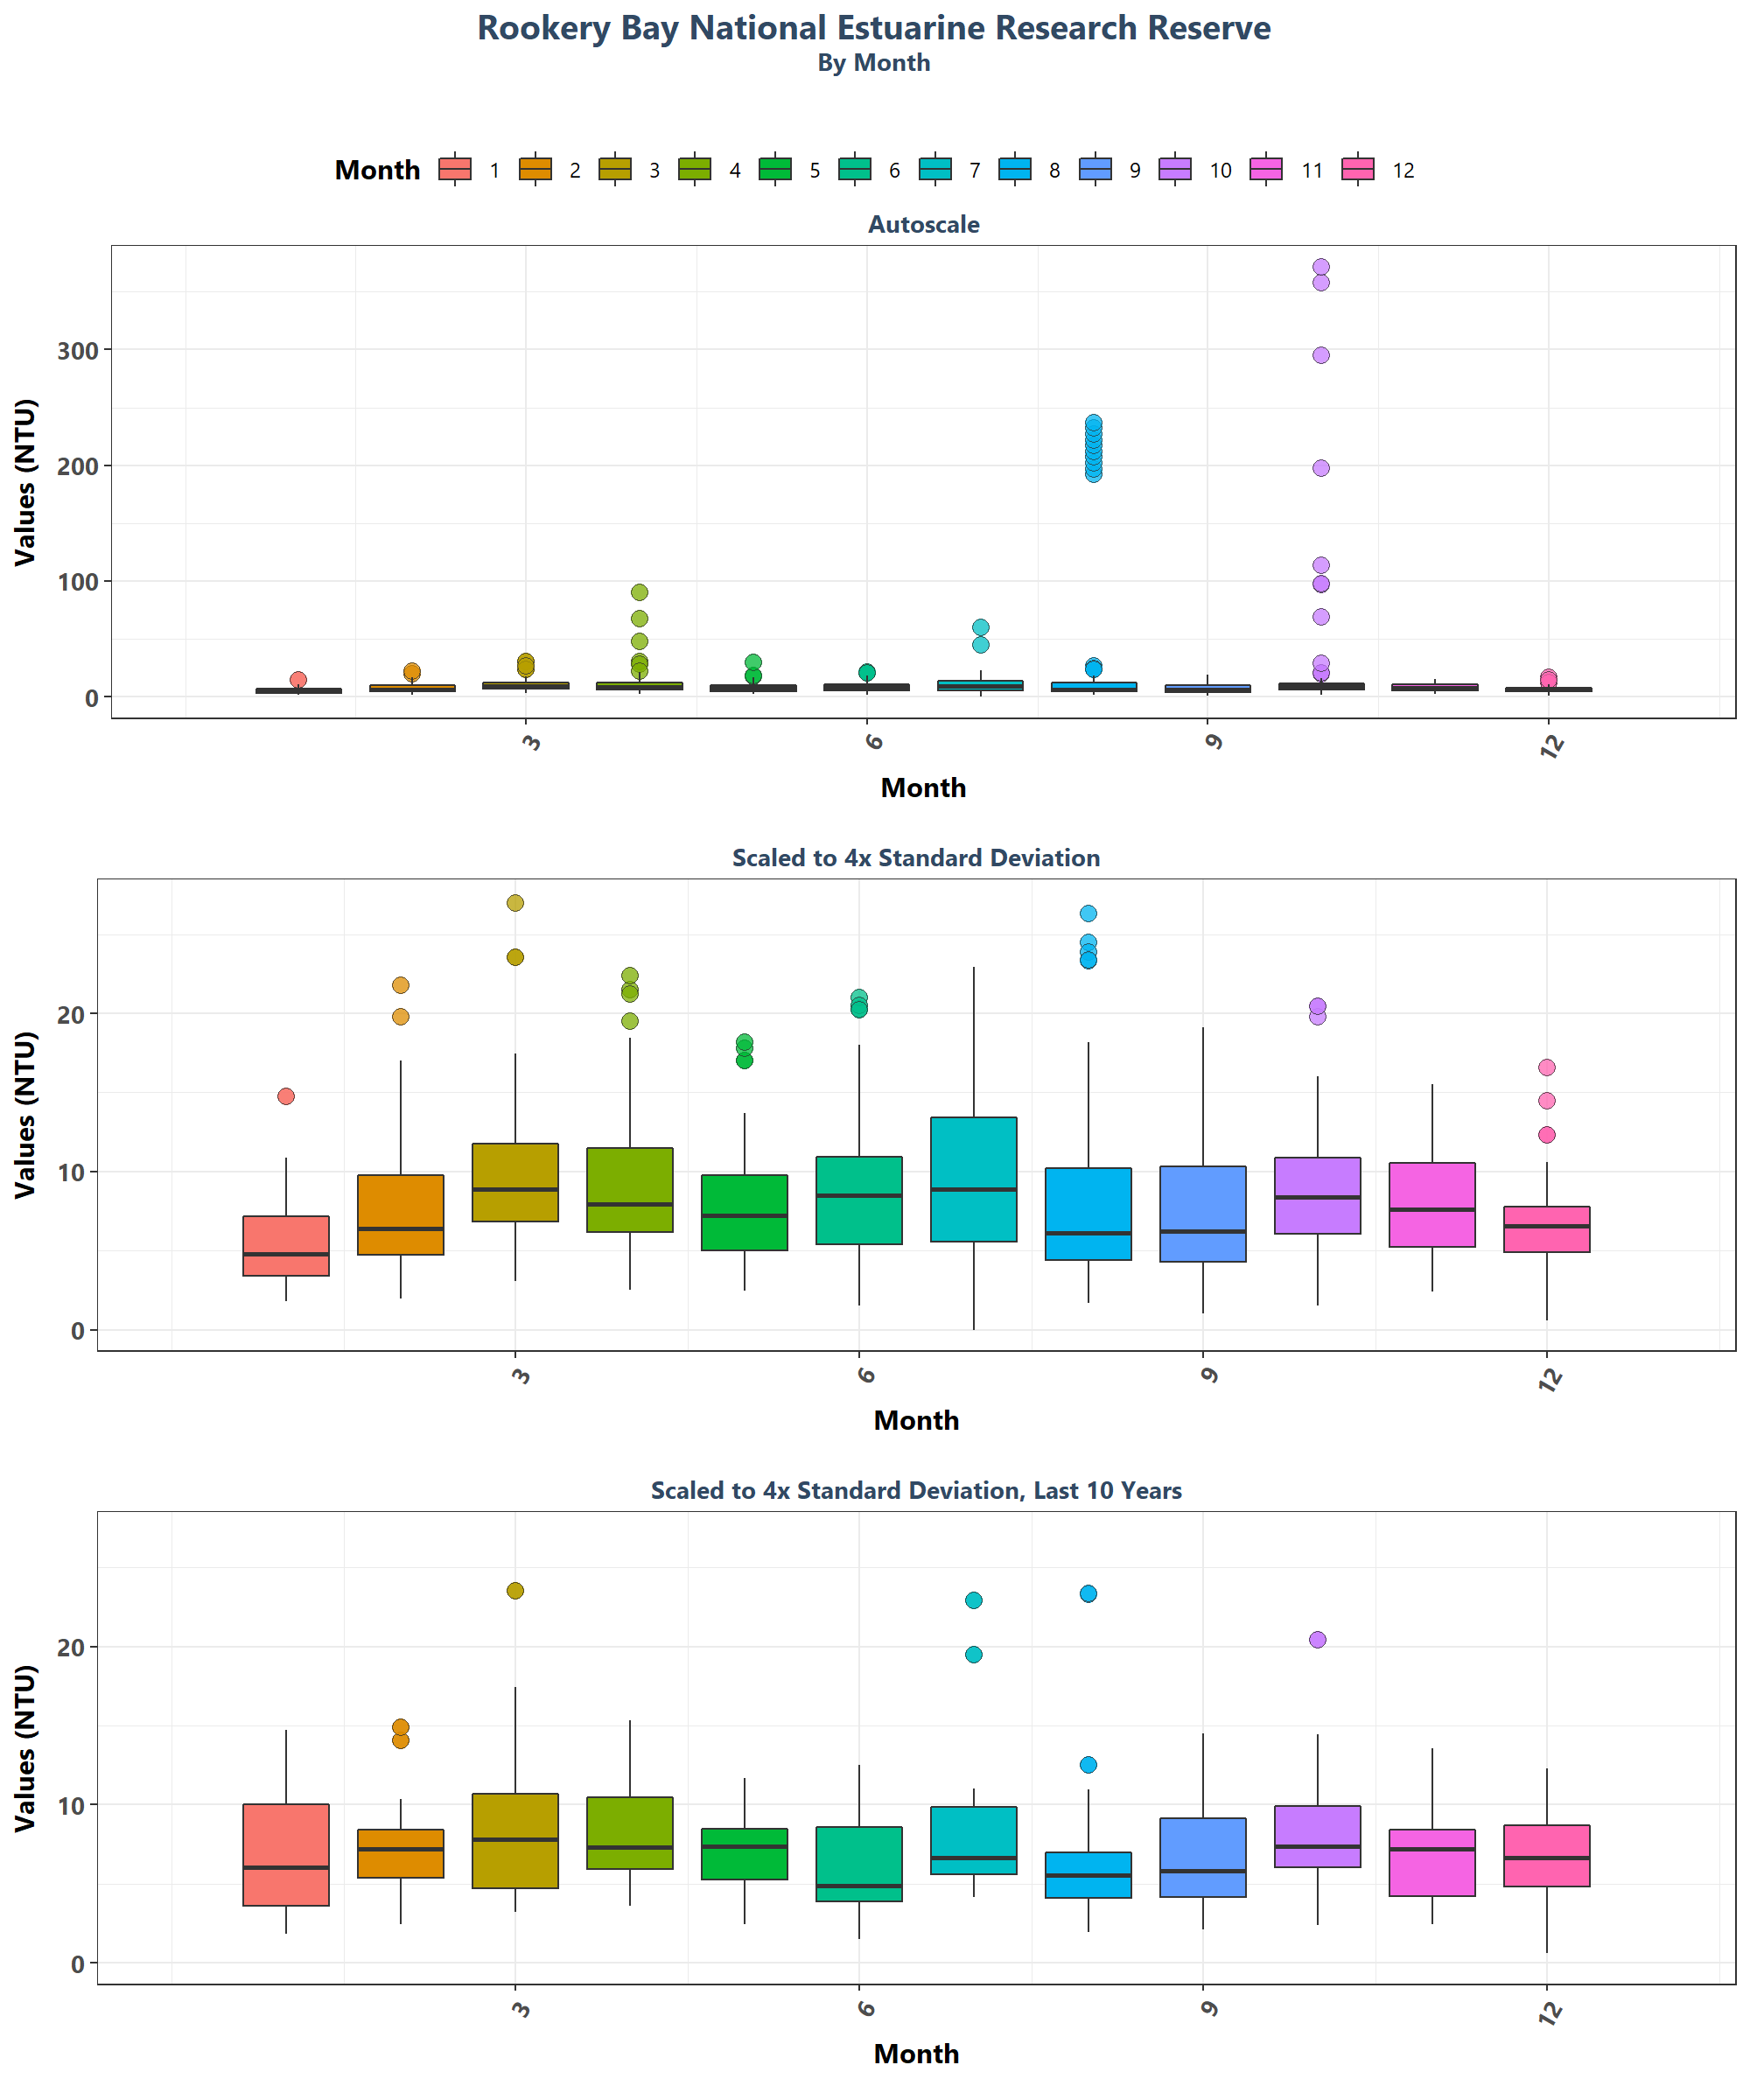 Rookery Bay National Estuarine Research Reserve
By Month
Month 1 2 3 4 5 6 7 8 9 10 11 12
Autoscale
Values (NTU)
300
200
100
0
3 6 9 12
Month
Scaled to 4x Standard Deviation
Values (NTU)
20
10
0
3 6 9 12
Month
Scaled to 4x Standard Deviation, Last 10 Years
Values (NTU)
20
10
0
3 6 9 12
Month